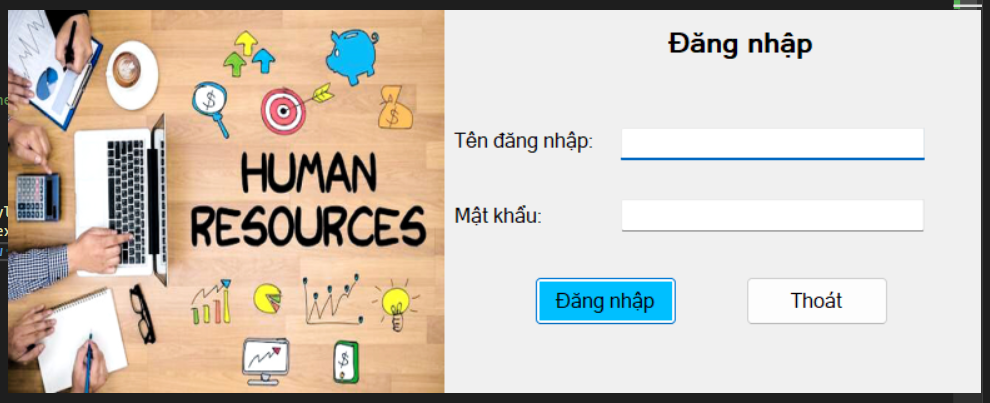 HUMAN
RESOURCES
Đăng nhập
Tên đăng nhập:
Mật khẩu:
Đăng nhập
Thoát